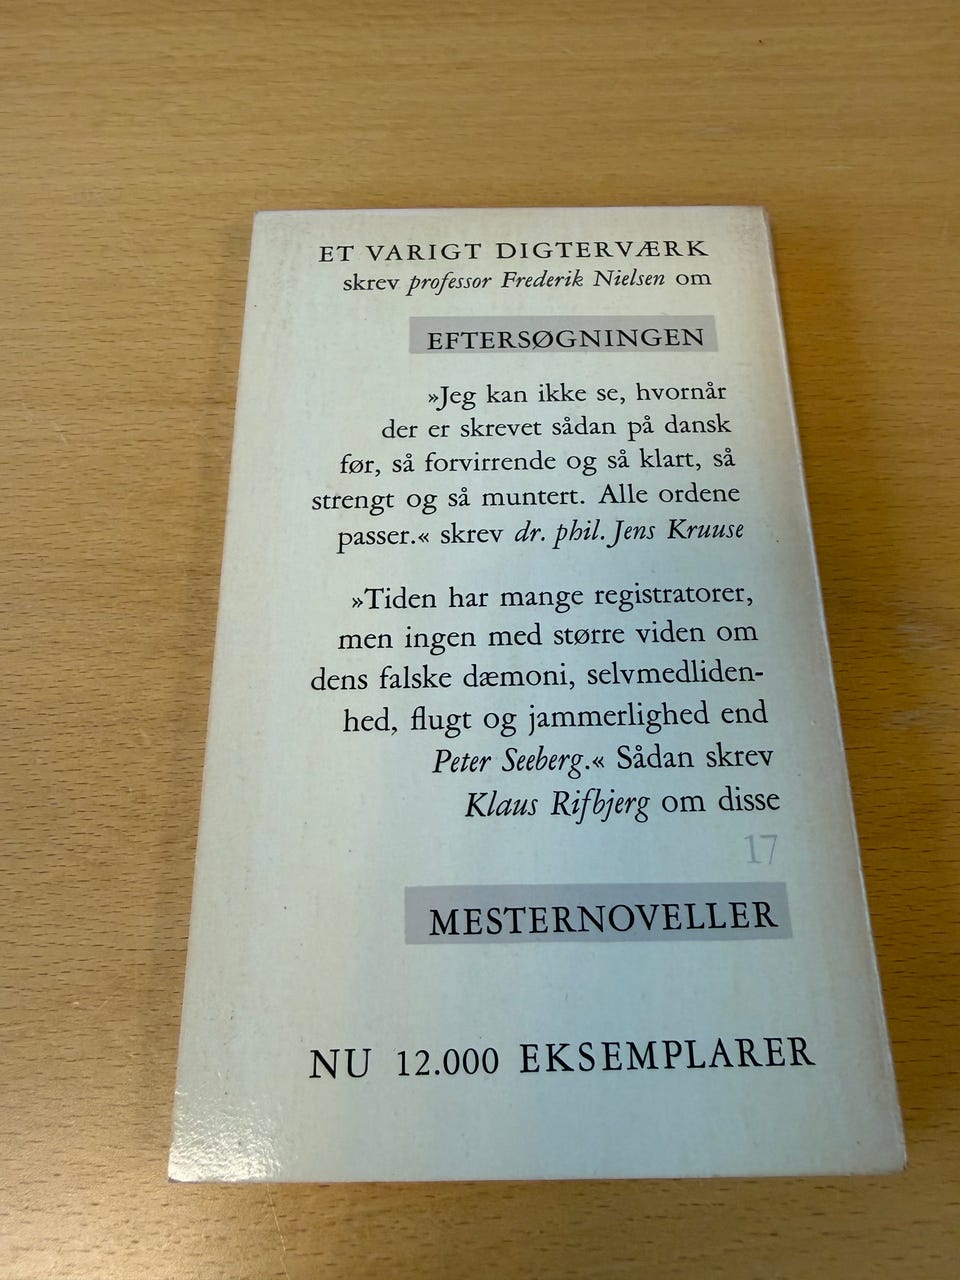 ET VARIGT DIGTERVÆRK
skrev professor Frederik Nielsen om
EFTERSØGNINGEN
»Jeg kan ikke se, hvornår
der er skrevet sådan på dansk
før, så forvirrende og så klart, så
strengt og så muntert. Alle ordene
passer.« skrev dr. phil. Jens Kruuse
»Tiden har mange registratorer,
men ingen med større viden om
dens falske dæmoni, selvmedliden-
hed, flugt og jammerlighed end
Peter Seeberg.« Sådan skrev
Klaus Rifbjerg om disse
17
MESTERNOVELLER
NU 12.000 EKSEMPLARER